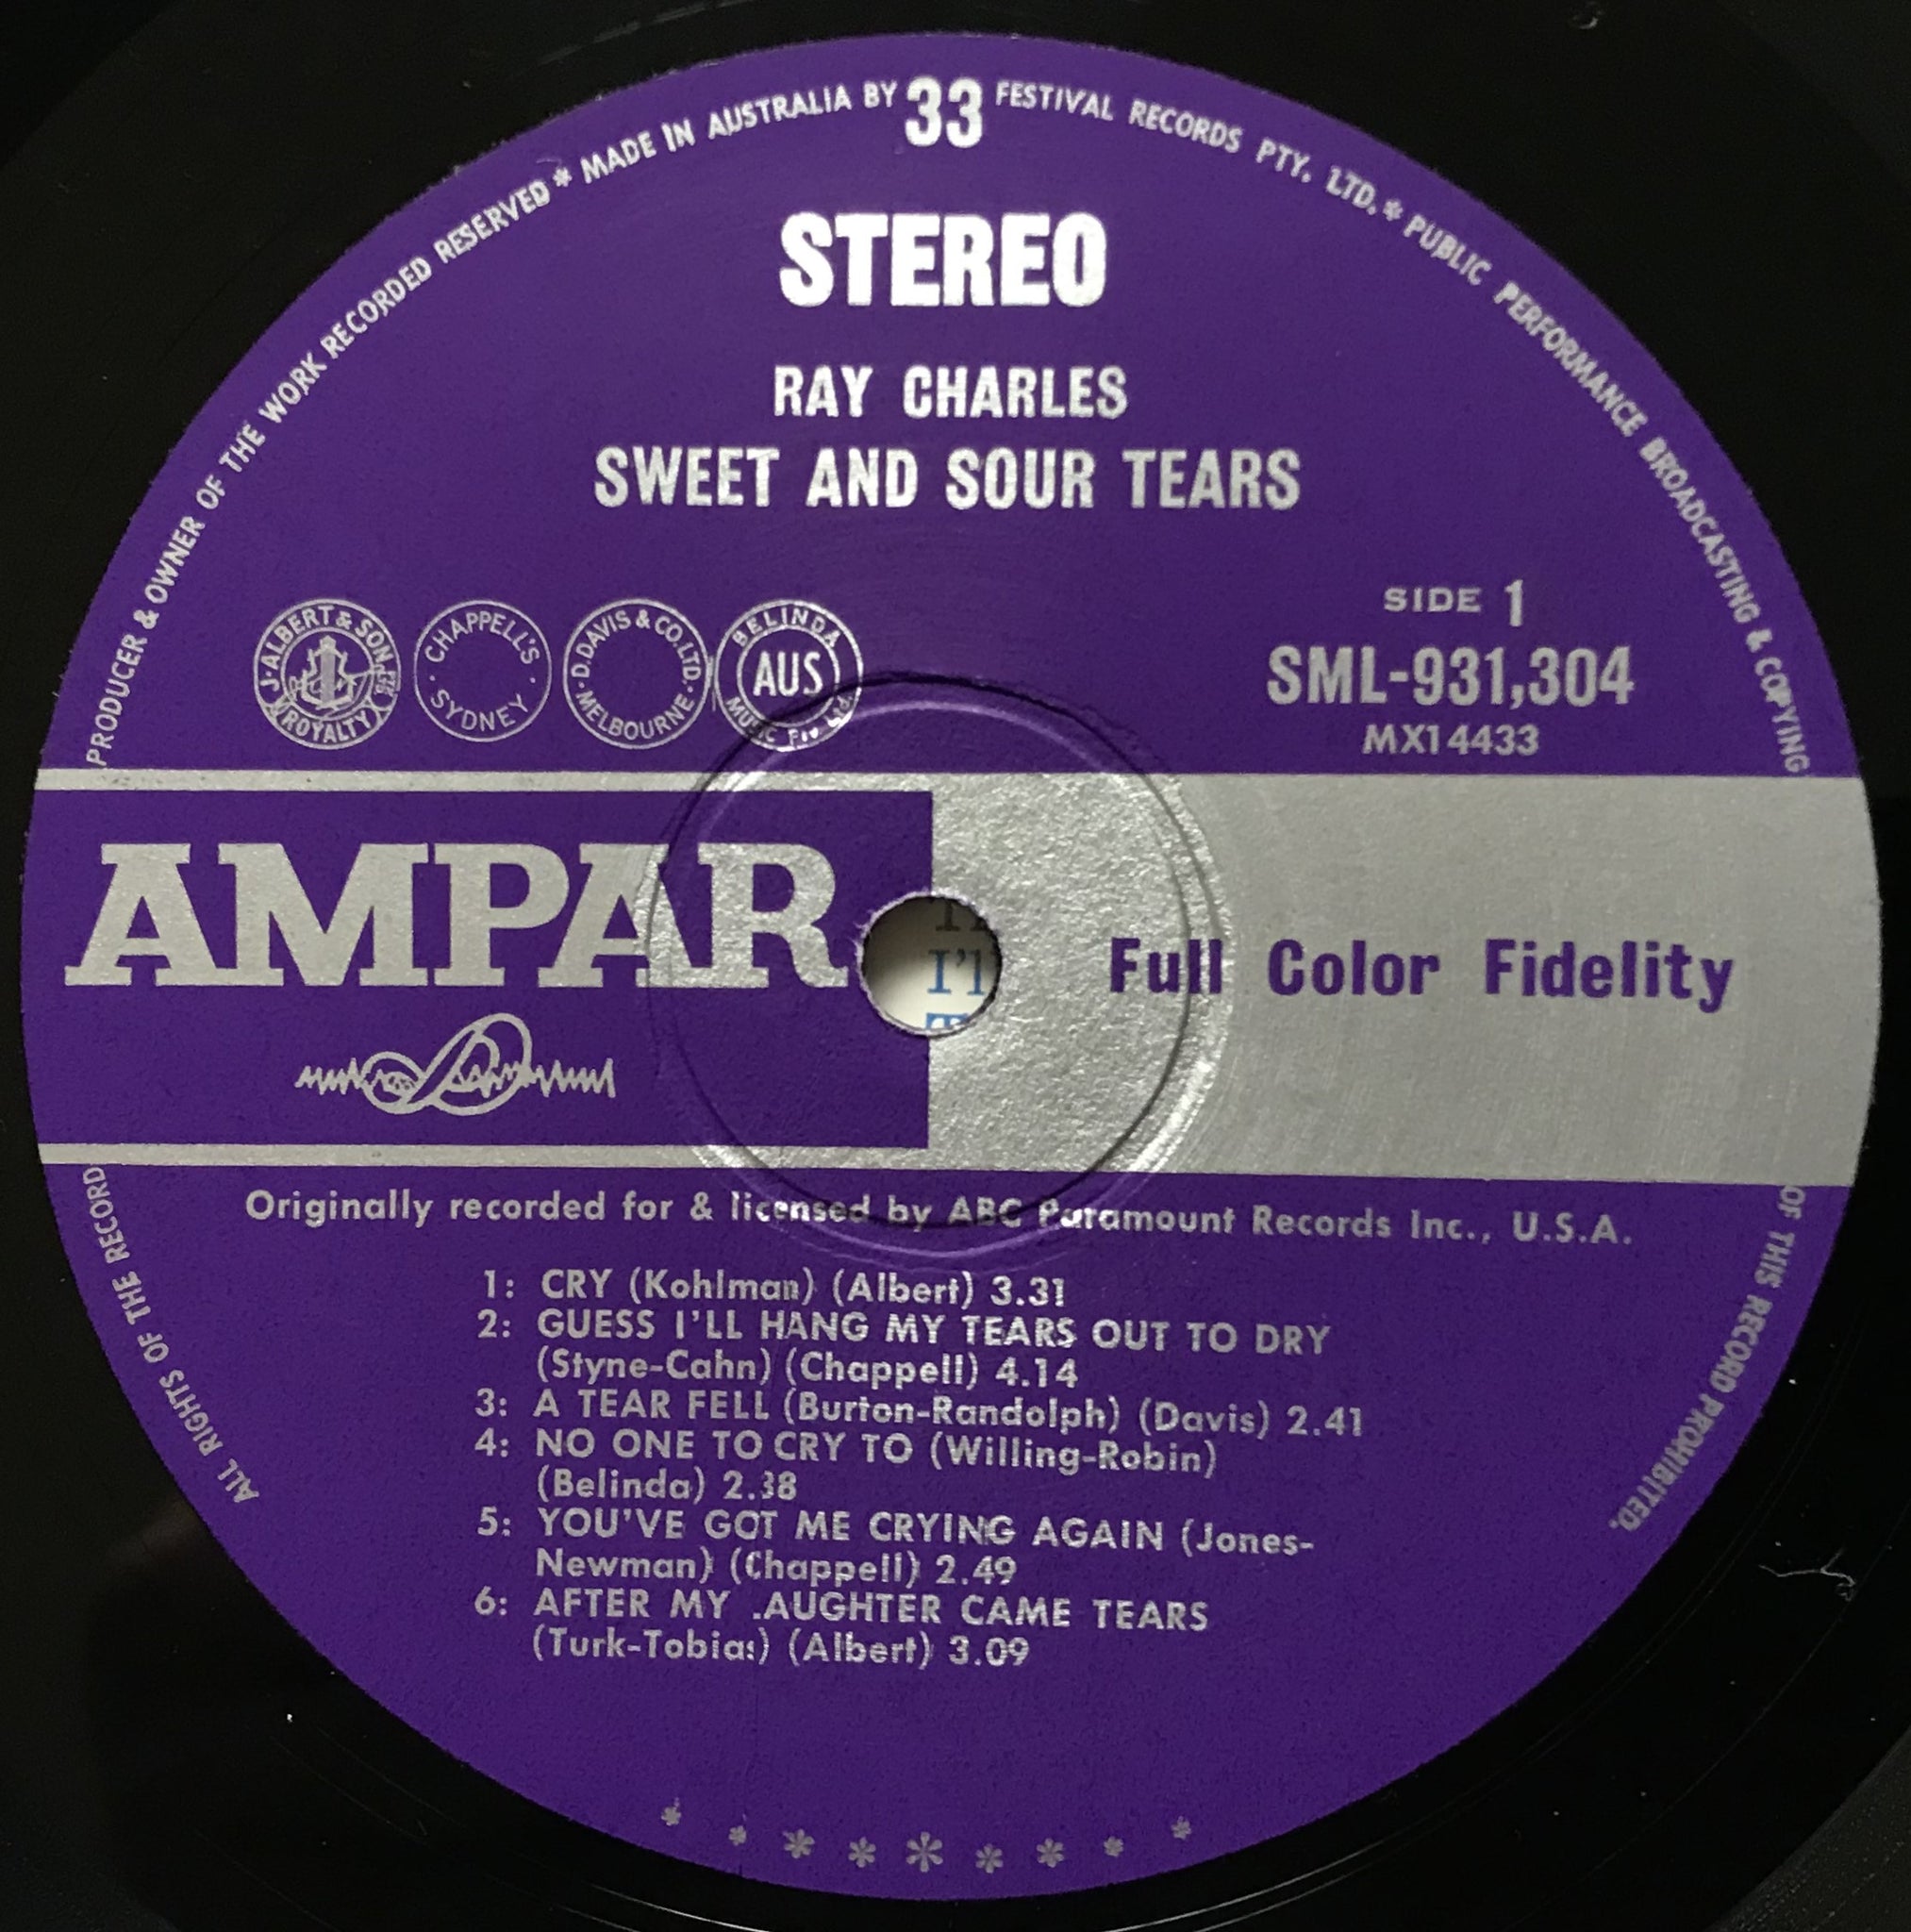 PRODUCER & OWNER OF THE WORK RECORDED RESERVED * MADE IN AUSTRALIA BY 33 FESTIVAL RECORDS PTY. LTD. * PUBLIC PERFORMANCE BROADCASTING & COPYING
STEREO
RAY CHARLES
SWEET AND SOUR TEARS
J. ALBERT & SON PTY LTD
ROYALTY
CHAPPELL'S
SYDNEY
D. DAVIS & CO. LTD.
MELBOURNE
BELINDA
AUS
MUSIC Ltd.
SIDE 1
SML-931,304
MX14433
AMPAR
I'l
Full Color Fidelity
ALL RIGHTS OF THE RECORD
OF THIS RECORD PROHIBITED.
Originally recorded for & licensed by ABC Paramount Records Inc., U.S.A.
1: CRY (Kohlman) (Albert) 3.31
2: GUESS I'LL HANG MY TEARS OUT TO DRY
(Styne-Cahn) (Chappell) 4.14
3: A TEAR FELL (Burton-Randolph) (Davis) 2.41
4: NO ONE TO CRY TO (Willing-Robin)
(Belinda) 2.38
5: YOU'VE GOT ME CRYING AGAIN (Jones-
Newman) (Chappell) 2.49
6: AFTER MY .AUGHTER CAME TEARS
(Turk-Tobias) (Albert) 3.09